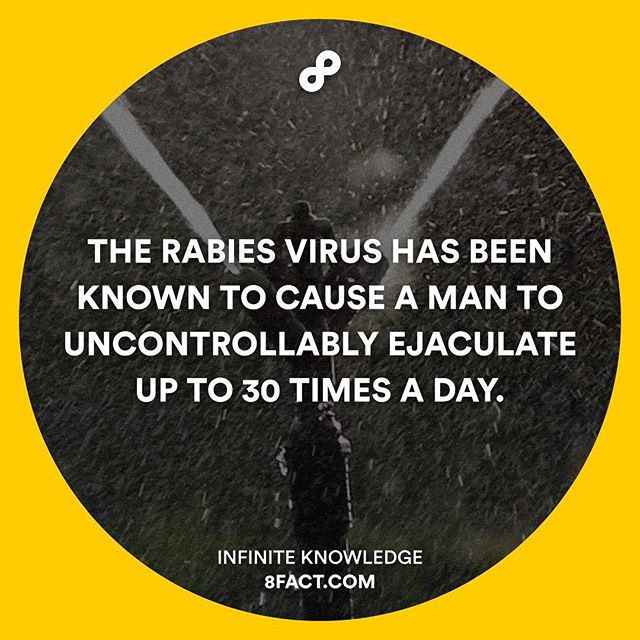 THE RABIES VIRUS HAS BEEN
KNOWN TO CAUSE A MAN TO
UNCONTROLLABLY EJACULATE
UP TO 30 TIMES A DAY.
INFINITE KNOWLEDGE
8FACT.COM